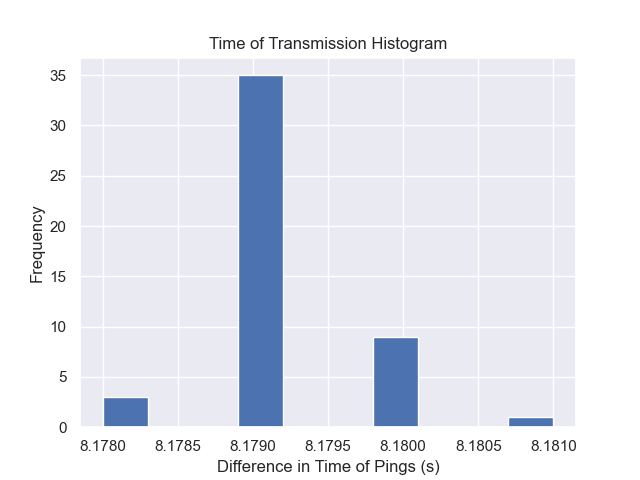 Time of Transmission Histogram
35
30
25
20
15
10
5
0
Frequency
8.1780 8.1785 8.1790 8.1795 8.1800 8.1805 8.1810
Difference in Time of Pings (s)